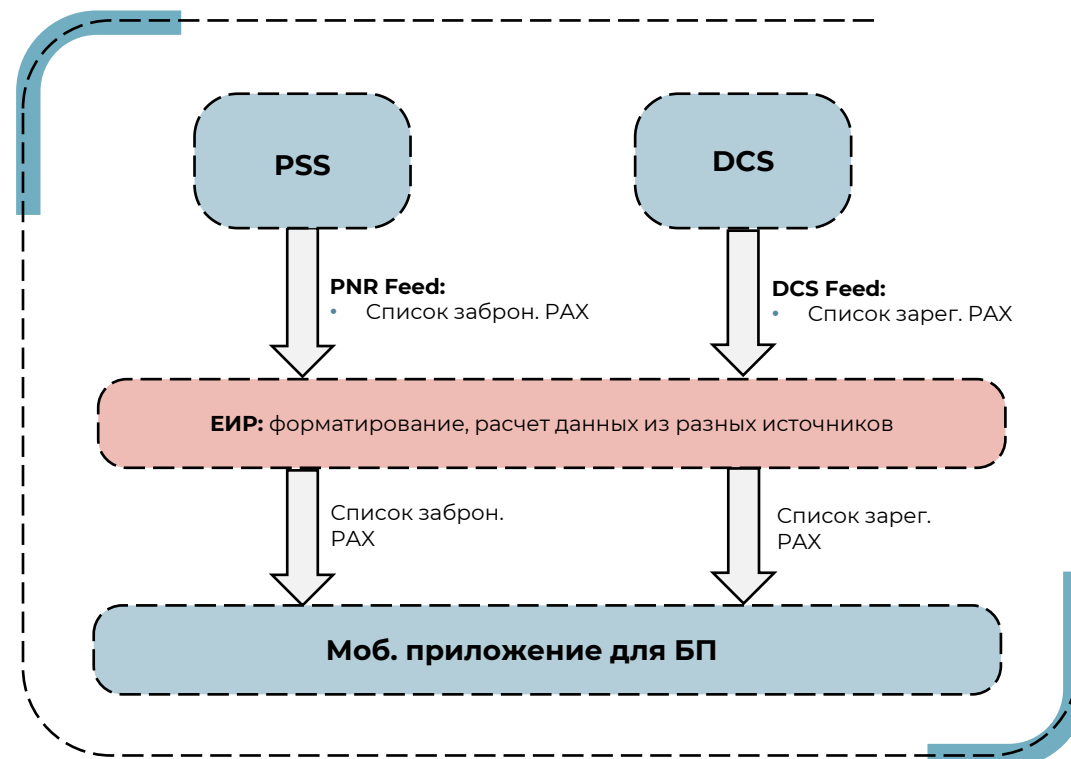 PSS
DCS
PNR Feed:
• Список заброн. PAX
DCS Feed:
• Список зарег. PAX
ЕИР: форматирование, расчет данных из разных источников
Список заброн.
PAX
Список зарег.
PAX
Моб. приложение для БП